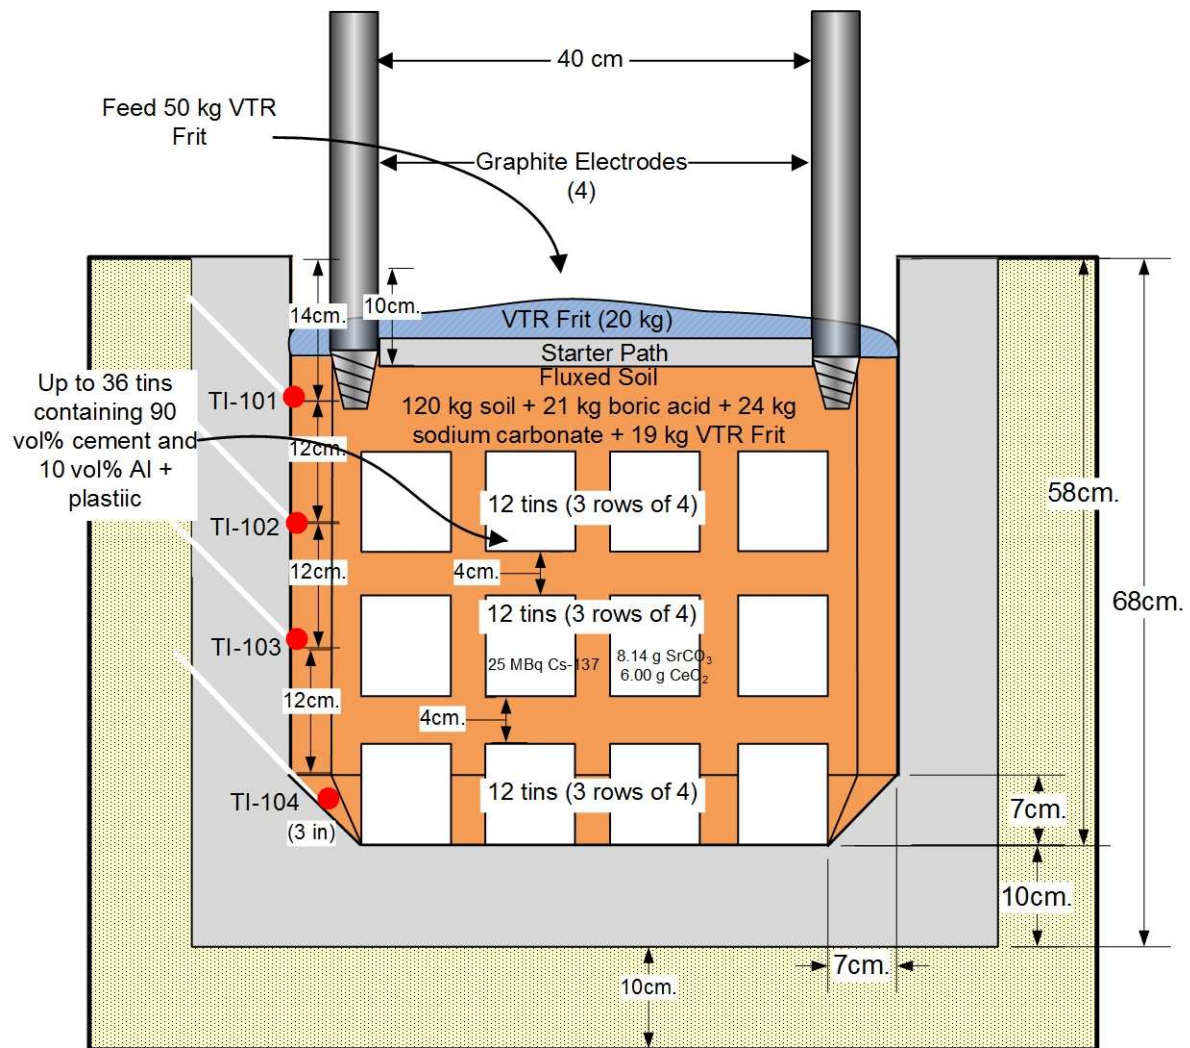 40 cm
Feed 50 kg VTR
Frit
Graphite Electrodes
(4)
14cm.
10cm.
VTR Frit (20 kg)
Starter Path
Fluxed Soil
120 kg soil + 21 kg boric acid + 24 kg
sodium carbonate + 19 kg VTR Frit
Up to 36 tins
containing 90
vol% cement and
10 vol% Al +
plastiic
TI-101
12cm.
58cm.
12 tins (3 rows of 4)
TI-102
12cm.
4cm.
68cm.
12 tins (3 rows of 4)
TI-103
25 MBq Cs-137
8.14 g SrCO3
6.00 g CeO2
12cm.
4cm.
12 tins (3 rows of 4)
TI-104
(3 in)
7cm.
10cm.
7cm.
10cm.